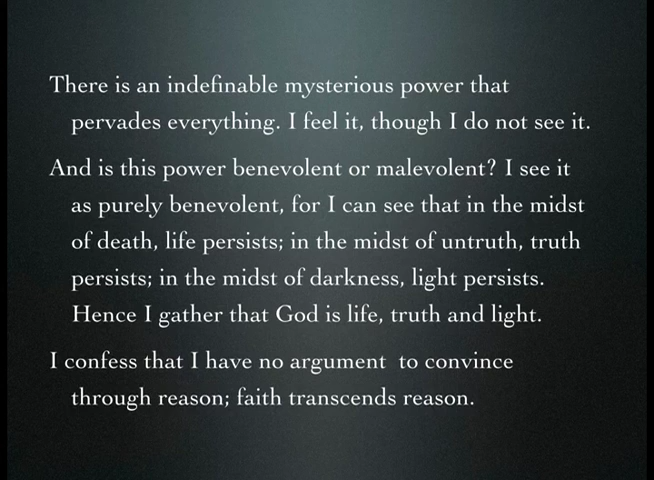 There is an indefinable mysterious power that
pervades everything. I feel it, though I do not see it.
And is this power benevolent or malevolent? I see it
as purely benevolent, for I can see that in the midst
of death, life persists; in the midst of untruth, truth
persists; in the midst of darkness, light persists.
Hence I gather that God is life, truth and light.
I confess that I have no argument  to convince
through reason; faith transcends reason.